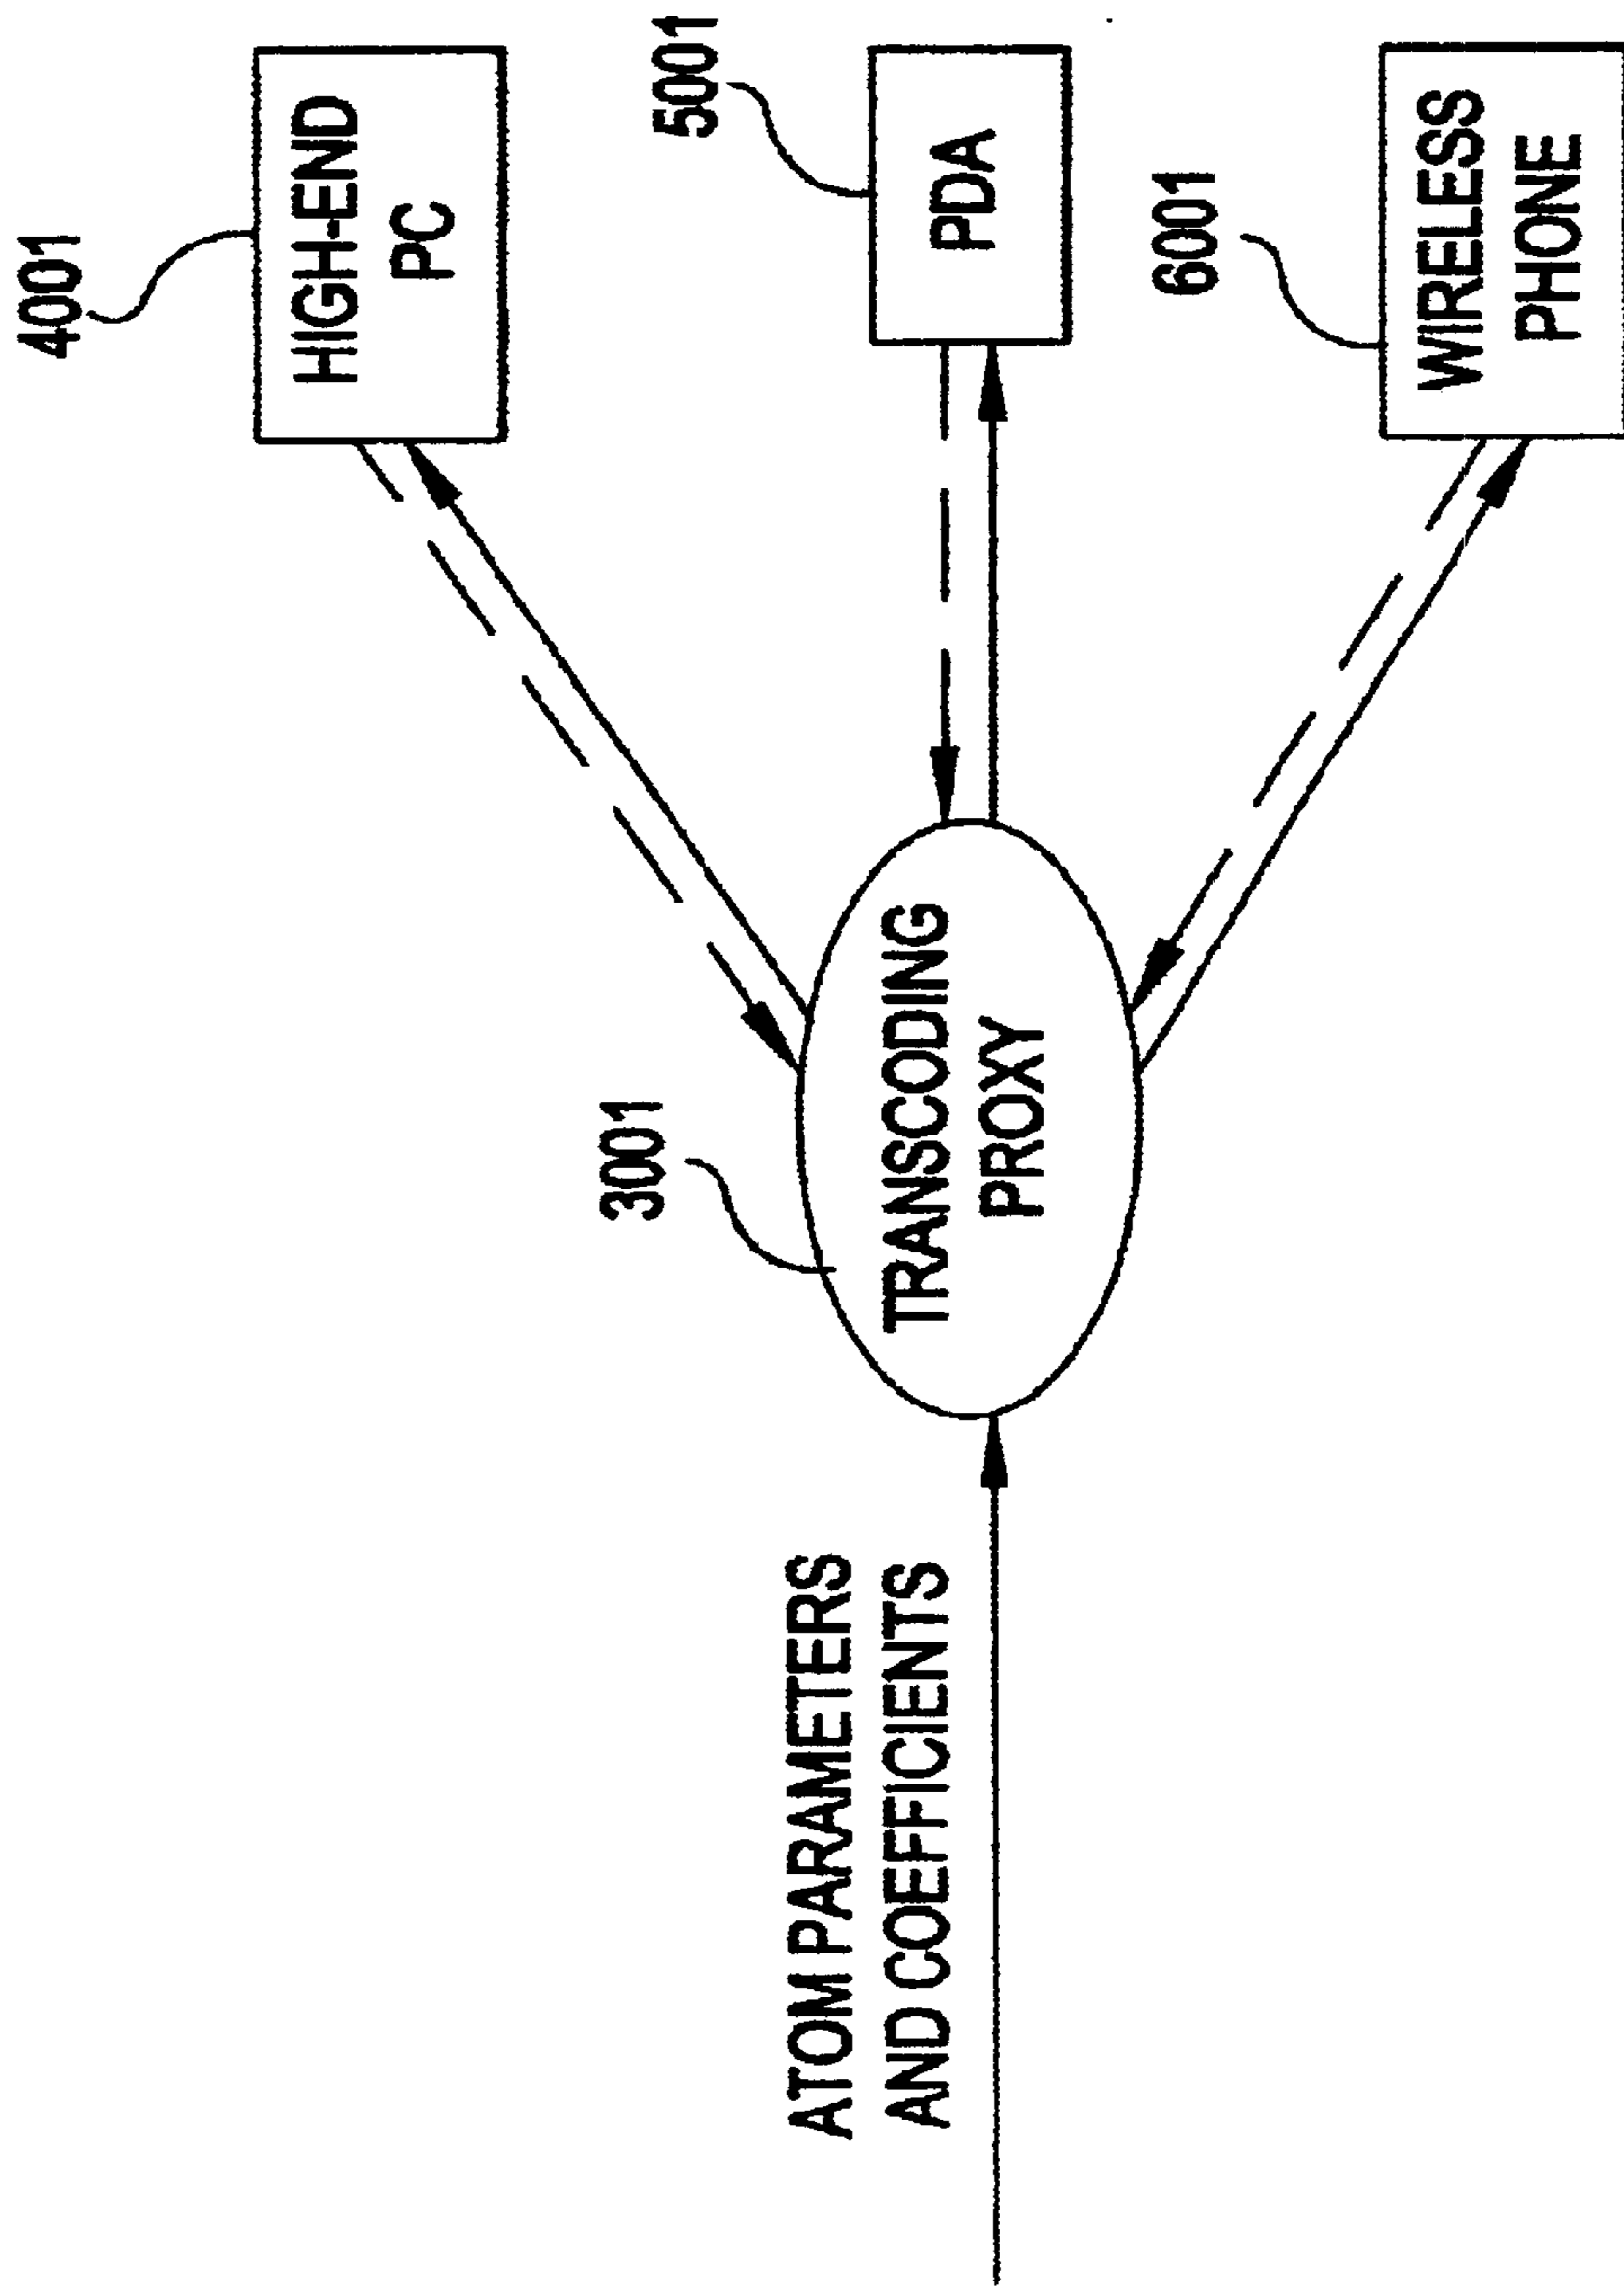 4001
HIGH-END
PC
5001
PDA
6001
WIRELESS
PHONE
3001
TRANSCODING
PROXY
ATOM PARAMETERS
AND COEFFICIENTS